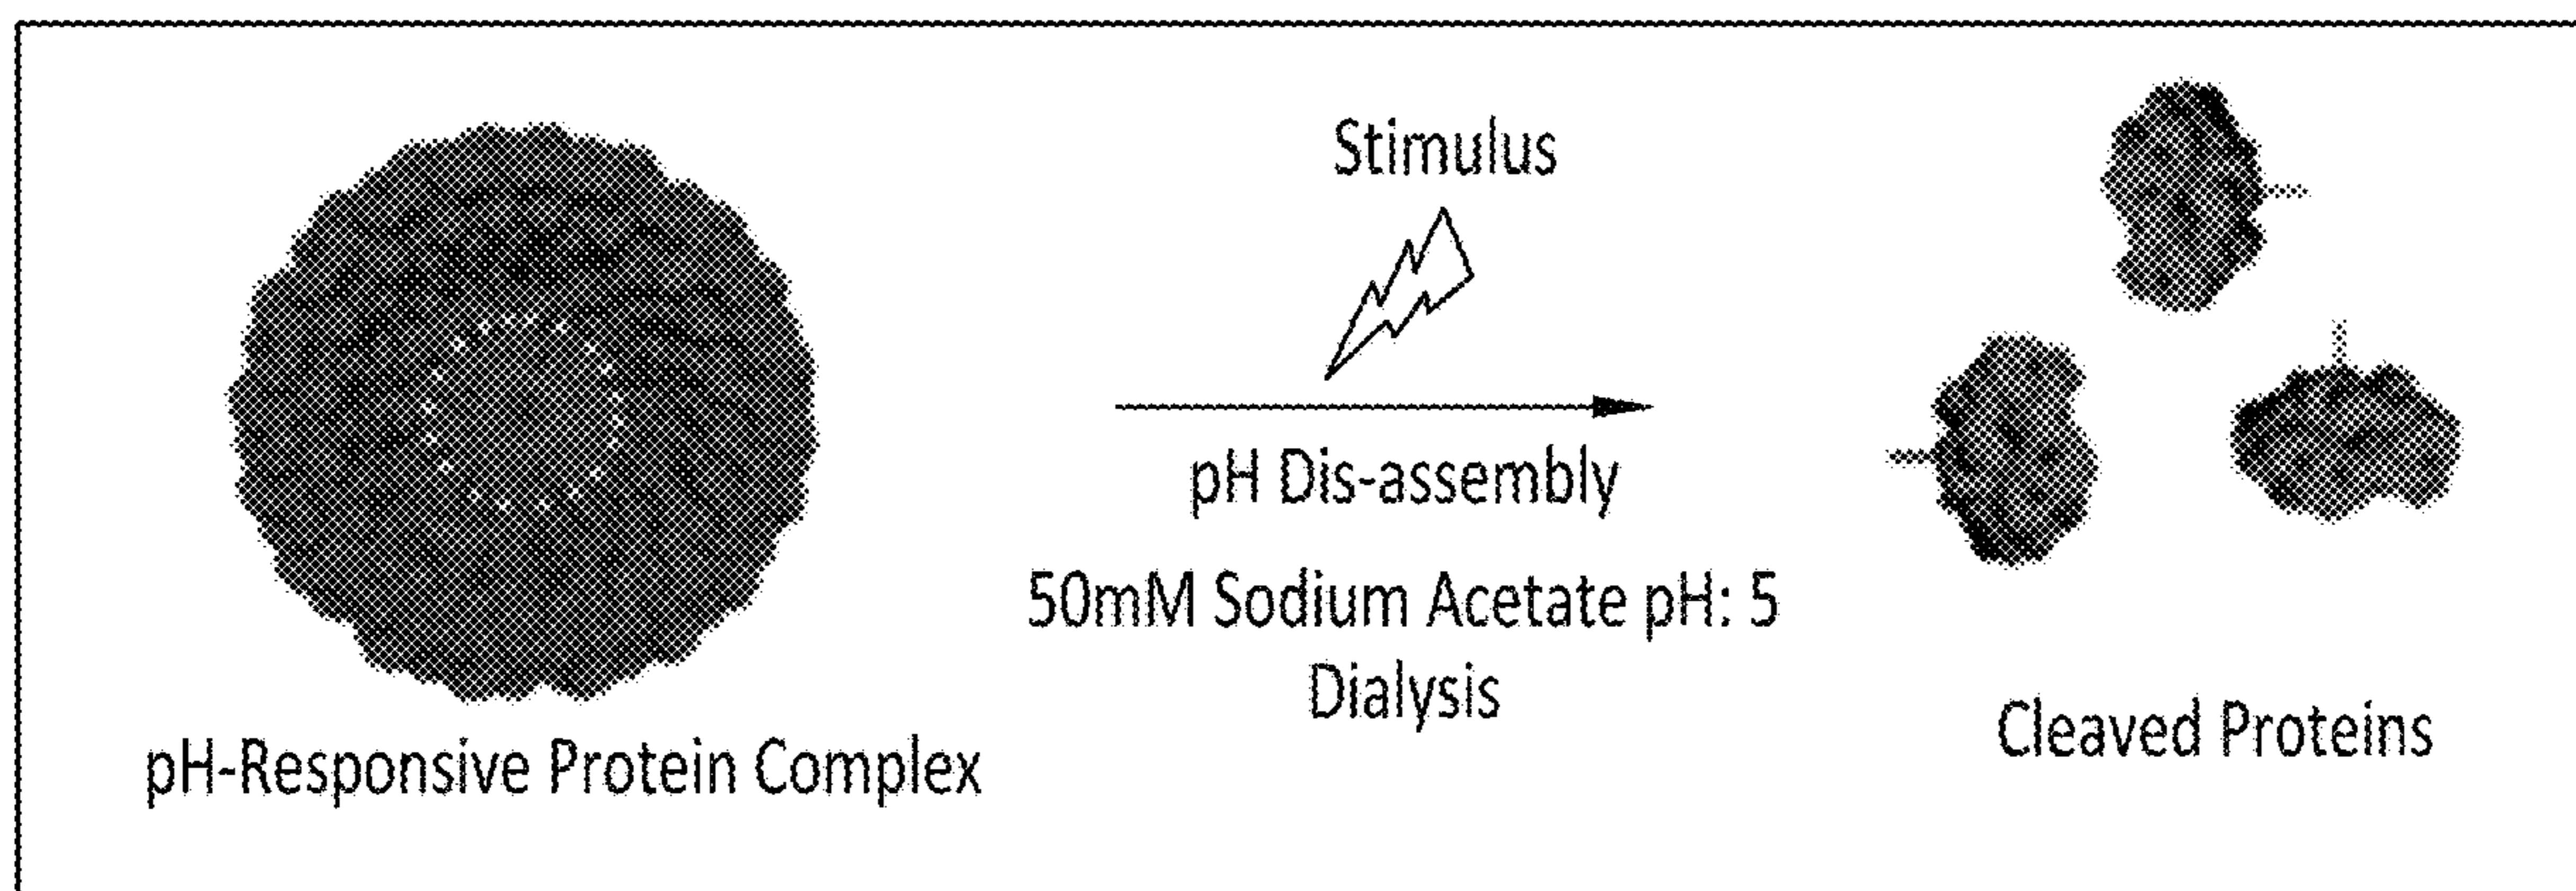 pH-Responsive Protein Complex
Stimulus
pH Dis-assembly
50mM Sodium Acetate pH: 5
Dialysis
Cleaved Proteins